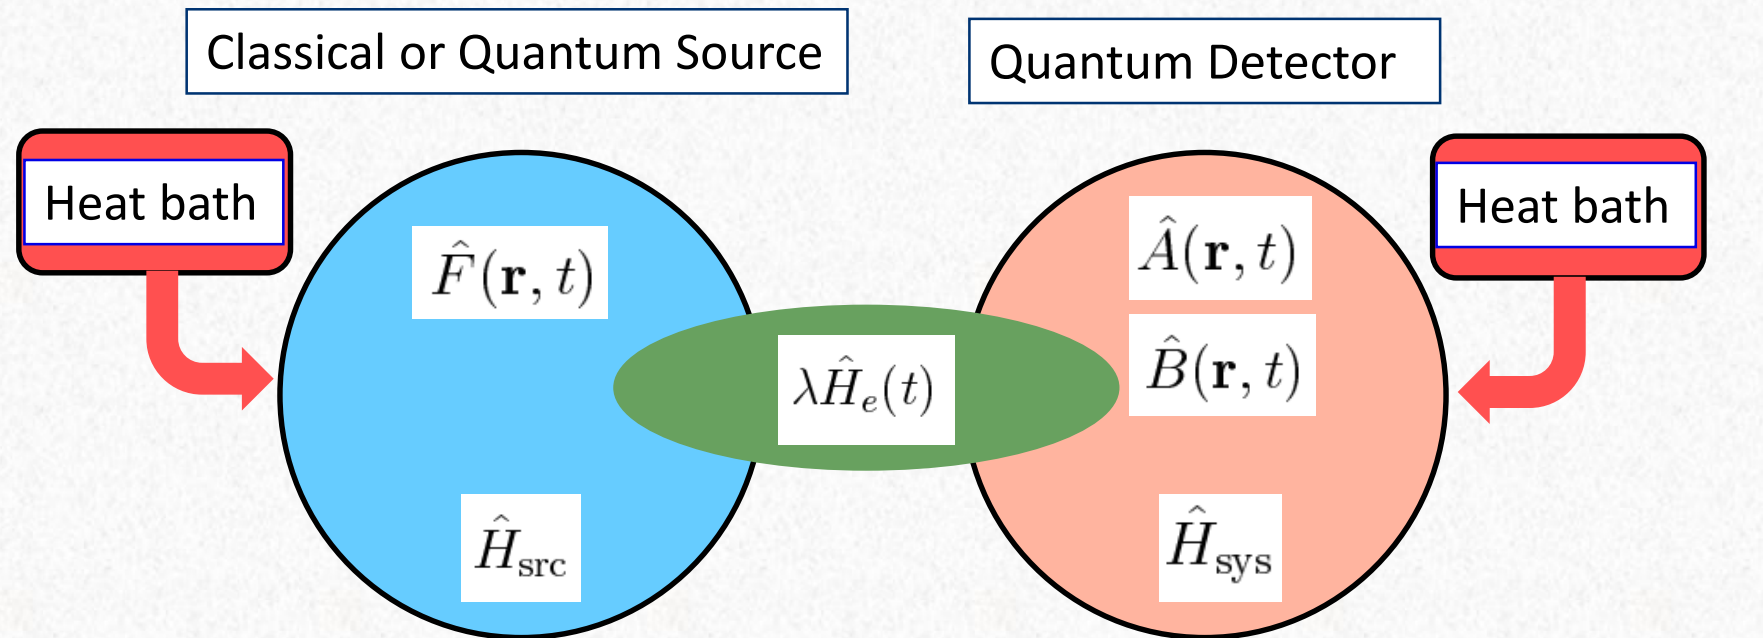 Classical or Quantum Source
Quantum Detector
Heat bath
Heat bath
F̂(r, t)
Â(r, t)
B̂(r, t)
λĤₑ(t)
Ĥsrc
Ĥsys